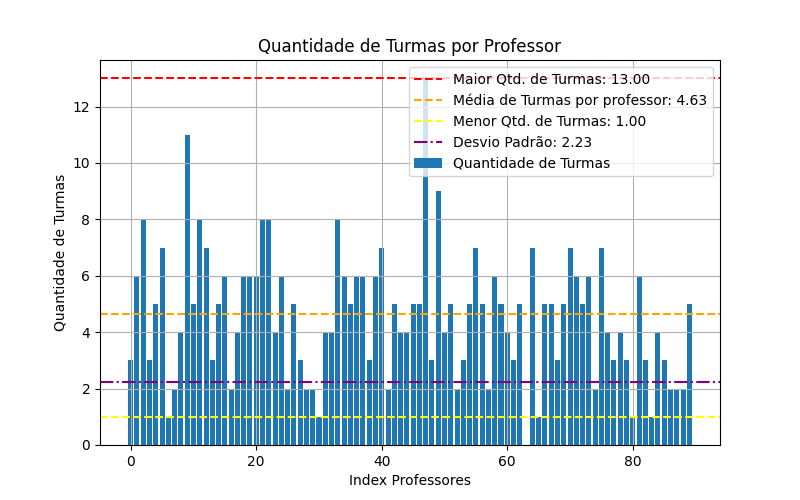 Quantidade de Turmas por Professor
Maior Qtd. de Turmas: 13.00
Média de Turmas por professor: 4.63
Menor Qtd. de Turmas: 1.00
Desvio Padrão: 2.23
Quantidade de Turmas
Quantidade de Turmas
12
10
8
6
4
2
0
0 20 40 60 80
Index Professores